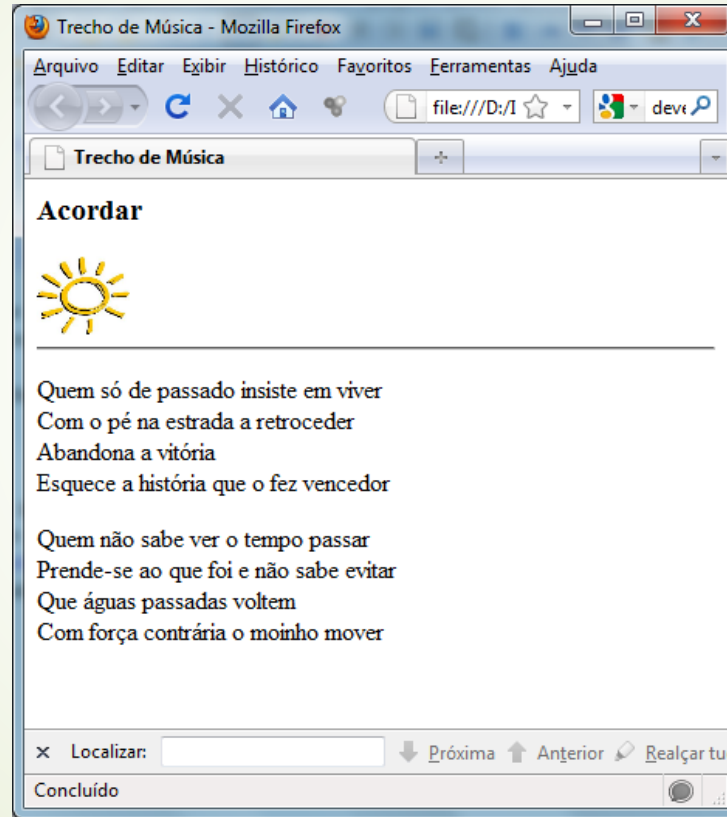 Trecho de Música - Mozilla Firefox
Arquivo Editar Exibir Histórico Favoritos Ferramentas Ajuda
file:///D:/I
Trecho de Música
Acordar
Quem só de passado insiste em viver
Com o pé na estrada a retroceder
Abandona a vitória
Esquece a história que o fez vencedor
Quem não sabe ver o tempo passar
Prende-se ao que foi e não sabe evitar
Que águas passadas voltem
Com força contrária o moinho mover
Localizar: Próxima Anterior Realçar tu
Concluído